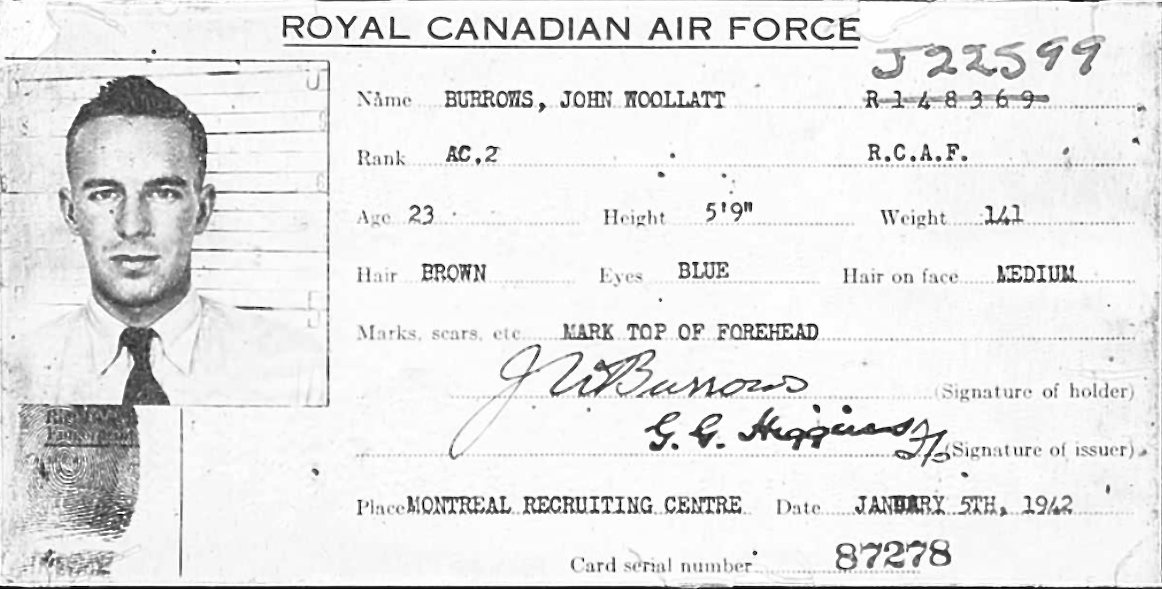 ROYAL CANADIAN AIR FORCE
J22599
Name BURROWS, JOHN WOOLLATT R148369
Rank AC,2 R.C.A.F.
Age 23 Height 5'9" Weight 141
Hair BROWN Eyes BLUE Hair on face MEDIUM
Marks, scars, etc. MARK TOP OF FOREHEAD
J W Burrows (Signature of holder)
G. G. Higgins F/O (Signature of issuer)
Place MONTREAL RECRUITING CENTRE Date JANUARY 5TH, 1942
Card serial number 87278